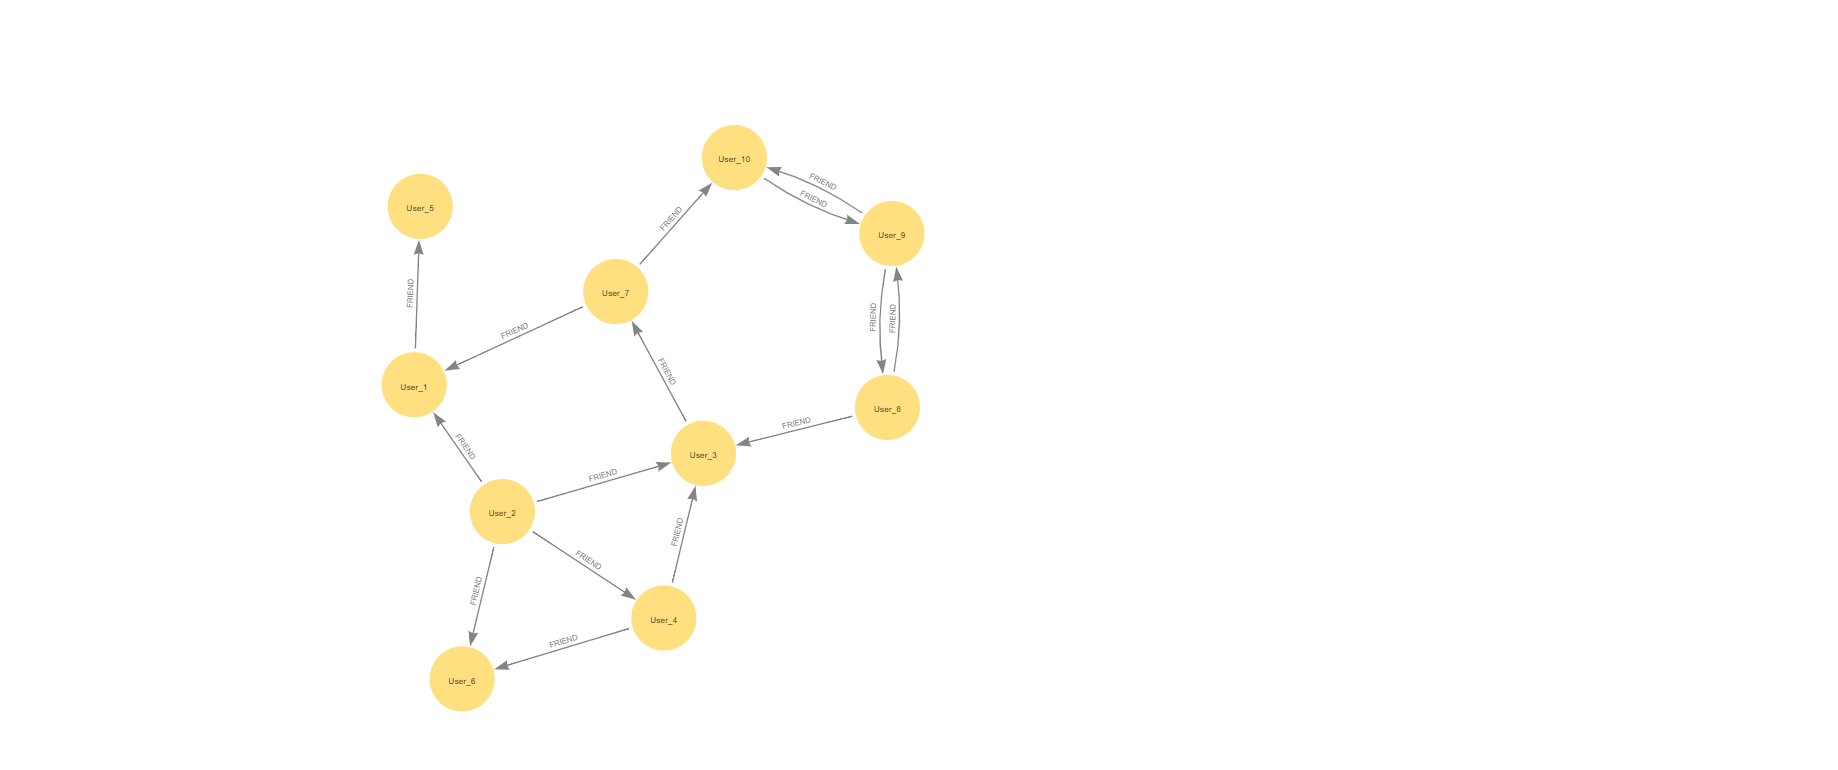 User_10
FRIEND
FRIEND
User_5
FRIEND
User_9
FRIEND
User_7
FRIEND
FRIEND
FRIEND
FRIEND
User_1
User_8
FRIEND
FRIEND
User_3
FRIEND
User_2
FRIEND
FRIEND
FRIEND
FRIEND
User_4
FRIEND
User_6